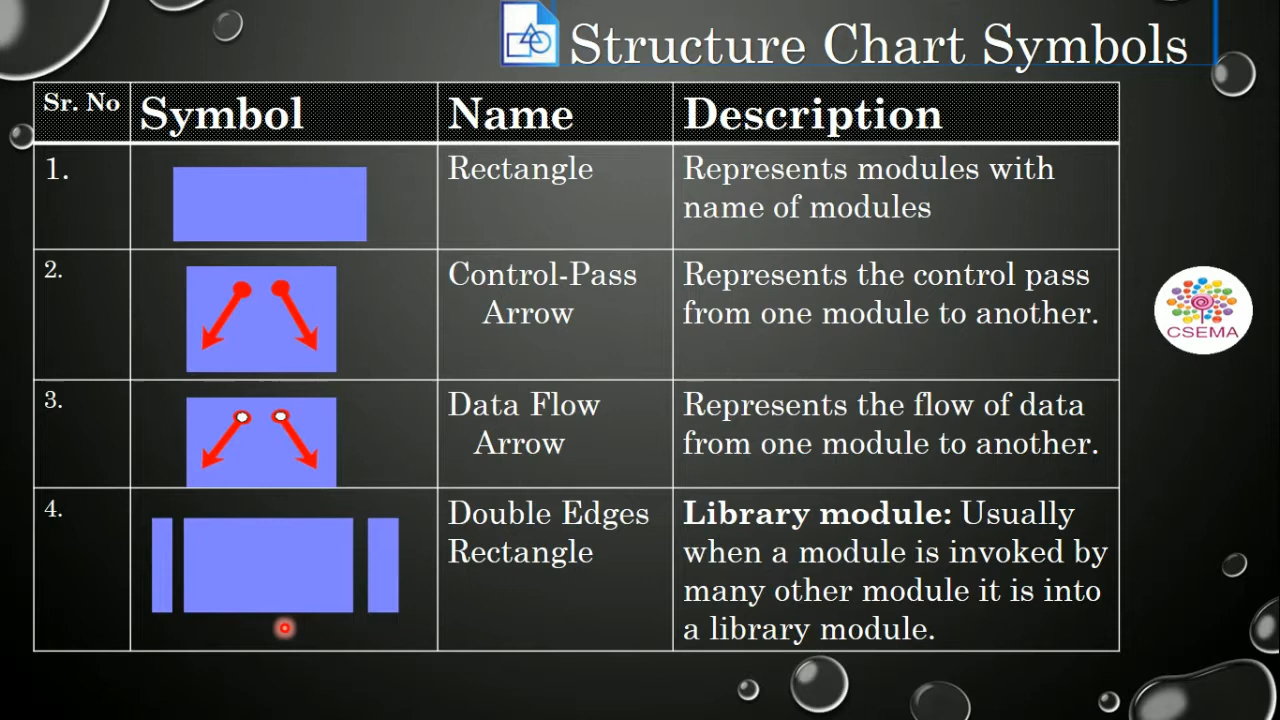 Structure Chart Symbols
Sr. No Symbol Name Description
1. Rectangle Represents modules with
name of modules
2. Control-Pass Represents the control pass
Arrow from one module to another.
3. Data Flow Represents the flow of data
Arrow from one module to another.
4. Double Edges Library module: Usually
Rectangle when a module is invoked by
many other module it is into
a library module.
CSEMA